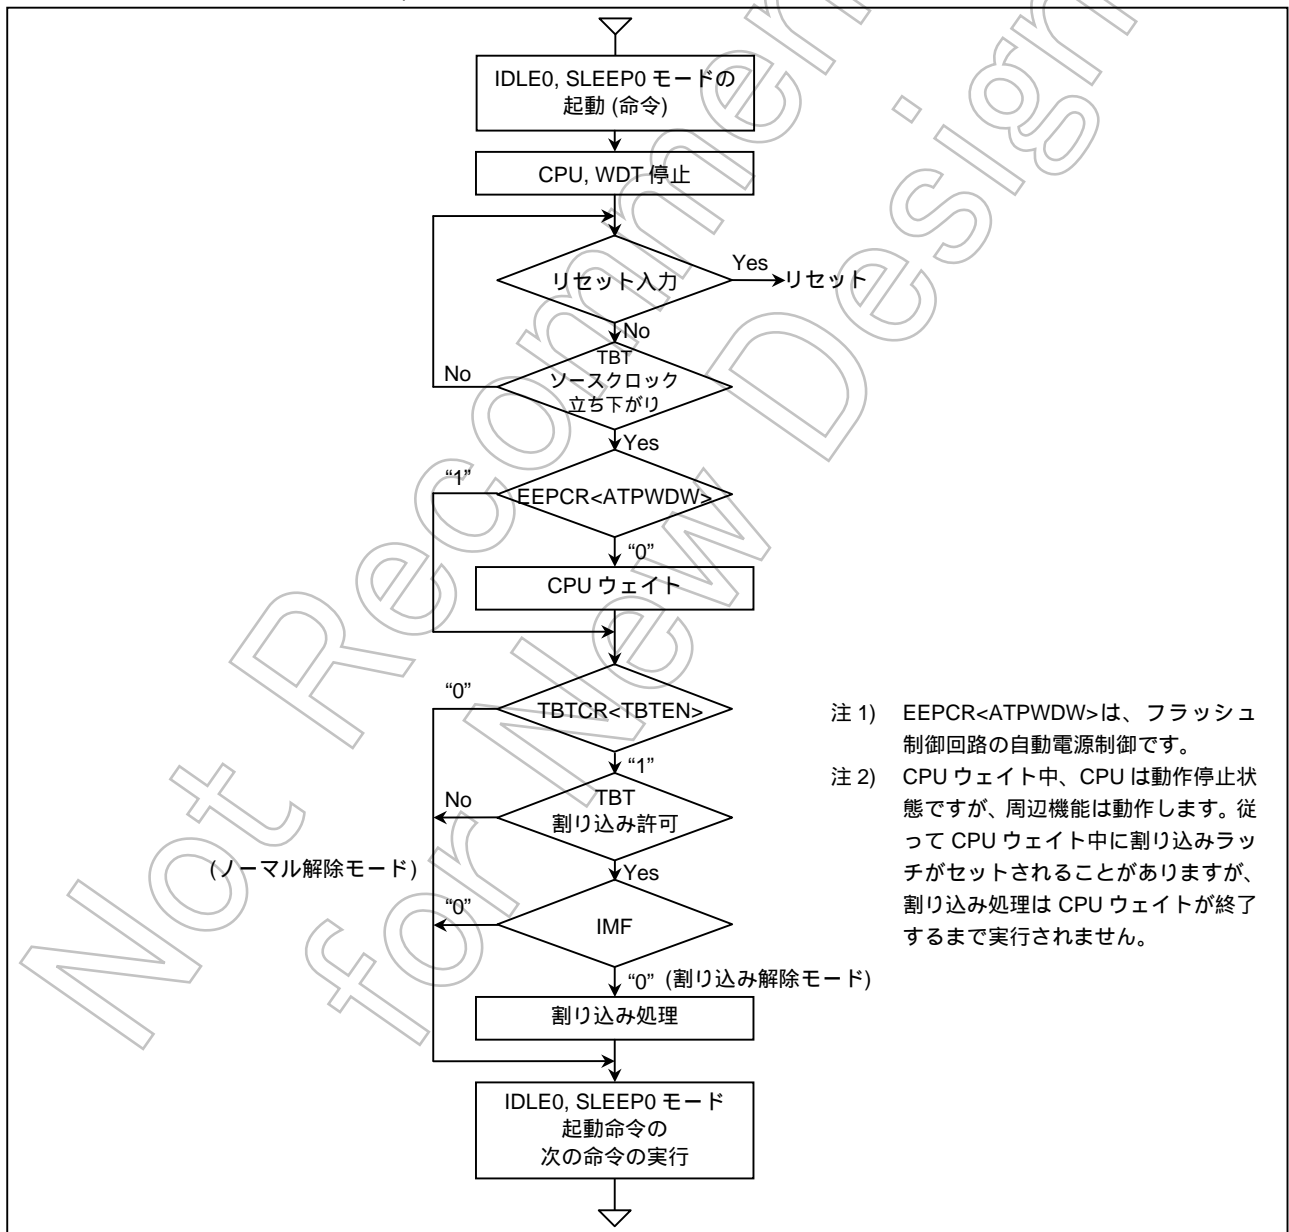 IDLE0, SLEEP0 モードの
起動 (命令)
CPU, WDT 停止
リセット入力
Yes
リセット
No
TBT
ソースクロック
立ち下がり
No
Yes
“1”
EEPCR<ATPWDW>
“0”
CPU ウェイト
“0”
TBTCR<TBTEN>
“1”
No
TBT
割り込み許可
(ノーマル解除モード)
Yes
“0”
IMF
“0” (割り込み解除モード)
割り込み処理
IDLE0, SLEEP0 モード
起動命令の
次の命令の実行
注 1) EEPCR<ATPWDW>は、フラッシュ
制御回路の自動電源制御です。
注 2) CPU ウェイト中、CPU は動作停止状
態ですが、周辺機能は動作します。従
って CPU ウェイト中に割り込みラッ
チがセットされることがありますが、
割り込み処理は CPU ウェイトが終了
するまで実行されません。
Not Recommen
for New Design